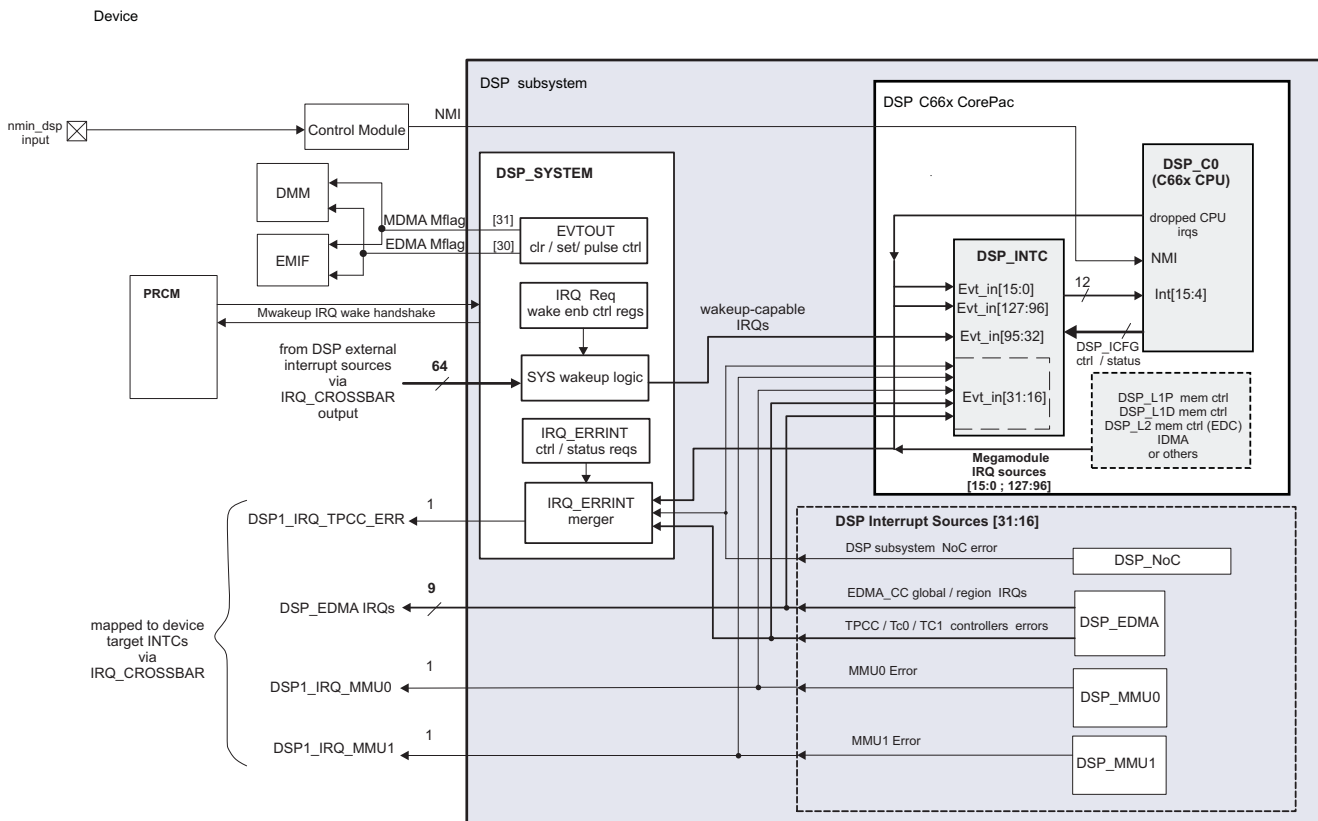 Device
DSP subsystem
DSP C66x CorePac
nmin_dsp
input
Control Module
NMI
DSP_SYSTEM
DSP_C0
(C66x CPU)
dropped CPU
irqs
NMI
Int[15:4]
DMM
EMIF
MDMA Mflag
[31]
EDMA Mflag
[30]
EVTOUT
clr / set/ pulse ctrl
DSP_INTC
12
Evt_in[15:0]
Evt_in[127:96]
Evt_in[95:32]
Evt_in[31:16]
DSP_ICFG
ctrl / status
PRCM
Mwakeup IRQ wake handshake
IRQ Req
wake enb ctrl regs
wakeup-capable
IRQs
from DSP external
interrupt sources
via
IRQ_CROSSBAR
output
64
SYS wakeup logic
DSP_L1P mem ctrl
DSP_L1D mem ctrl
DSP_L2 mem ctrl (EDC)
IDMA
or others
IRQ_ERRINT
ctrl / status reqs
Megamodule
IRQ sources
[15:0 ; 127:96]
IRQ_ERRINT
merger
DSP1_IRQ_TPCC_ERR
1
DSP Interrupt Sources [31:16]
DSP subsystem NoC error
DSP_NoC
EDMA_CC global / region IRQs
TPCC / Tc0 / TC1 controllers errors
DSP_EDMA
DSP_EDMA IRQs
9
mapped to device
target INTCs
via
IRQ_CROSSBAR
DSP1_IRQ_MMU0
1
MMU0 Error
DSP_MMU0
DSP1_IRQ_MMU1
1
MMU1 Error
DSP_MMU1